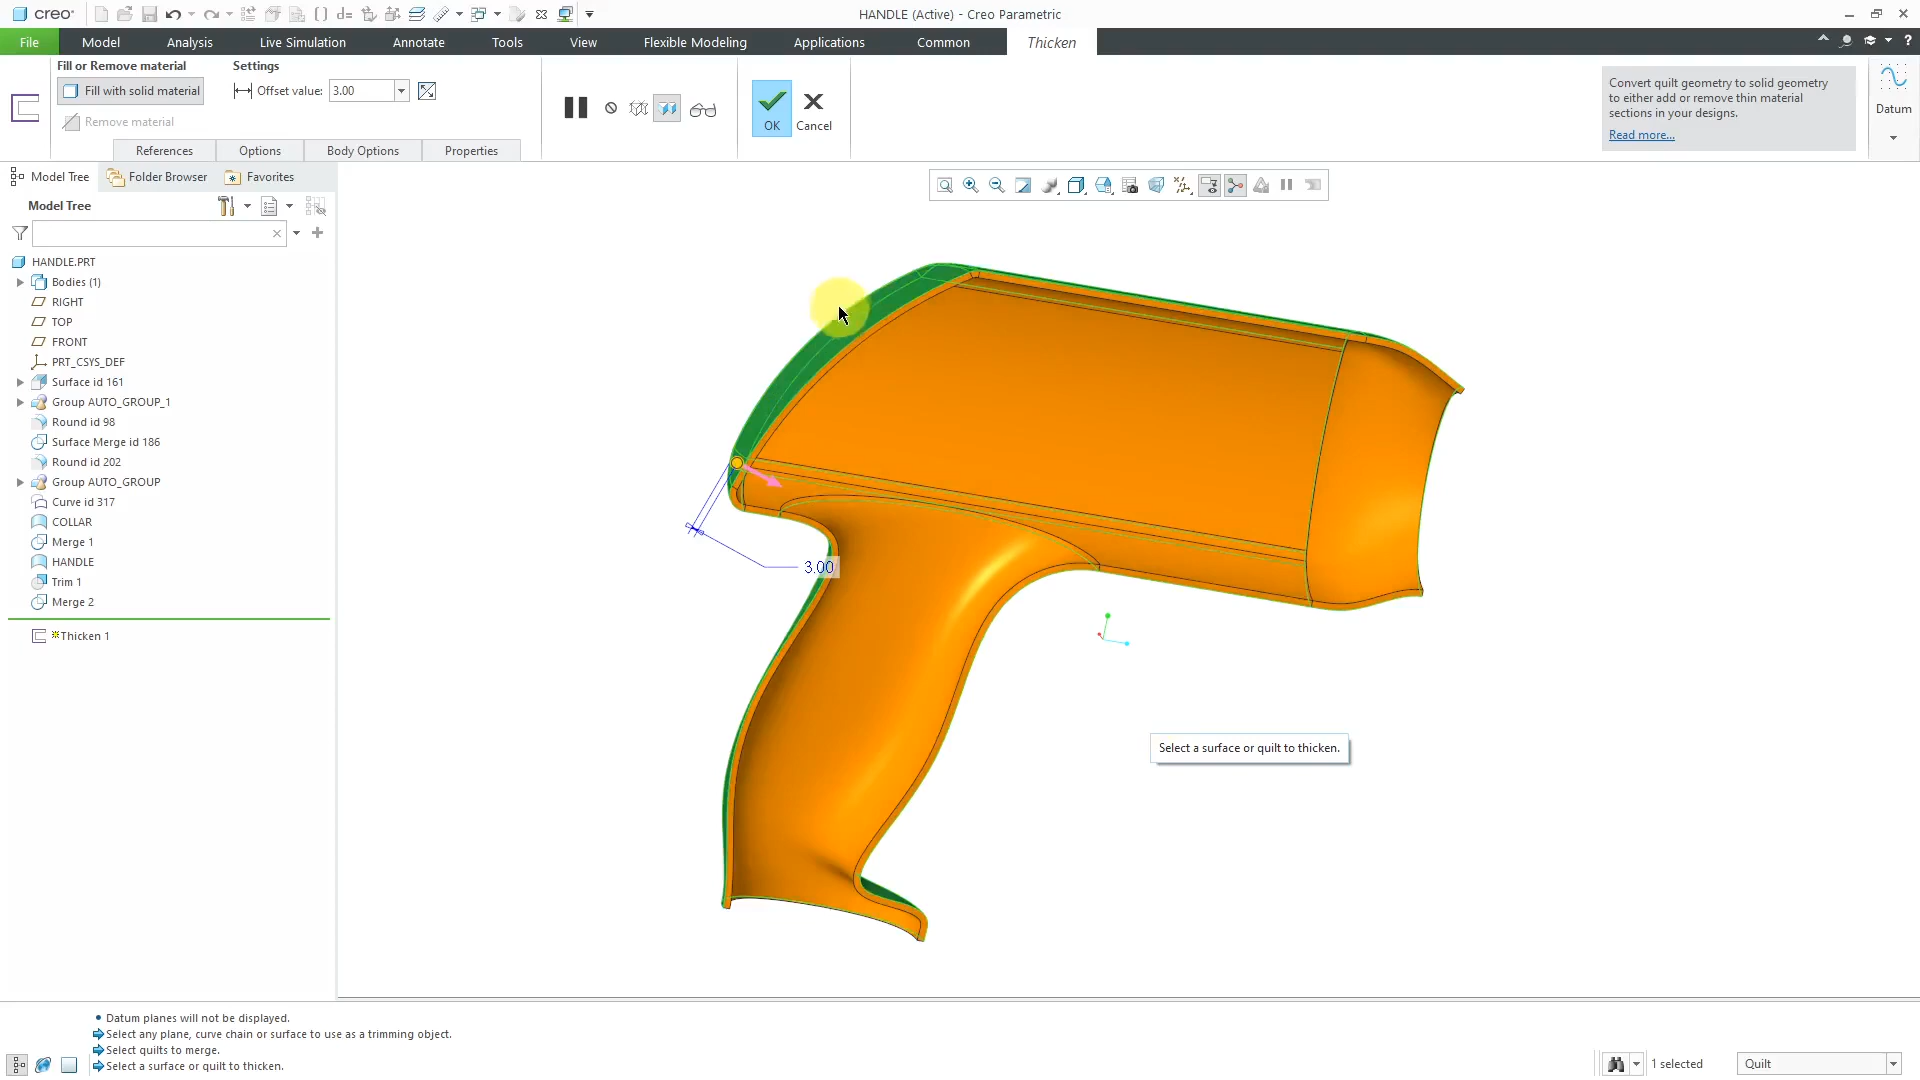 creo®
HANDLE (Active) - Creo Parametric
File
Model
Analysis
Live Simulation
Annotate
Tools
View
Flexible Modeling
Applications
Common
Thicken
Fill or Remove material
Fill with solid material
Remove material
Settings
Offset value:
3.00
OK
Cancel
References
Options
Body Options
Properties
Convert quilt geometry to solid geometry
to either add or remove thin material
sections in your designs.
Read more...
Datum
Model Tree
Folder Browser
Favorites
Model Tree
HANDLE.PRT
Bodies (1)
RIGHT
TOP
FRONT
PRT_CSYS_DEF
Surface id 161
Group AUTO_GROUP_1
Round id 98
Surface Merge id 186
Round id 202
Group AUTO_GROUP
Curve id 317
COLLAR
Merge 1
HANDLE
Trim 1
Merge 2
Thicken 1
3.00
Select a surface or quilt to thicken.
• Datum planes will not be displayed.
Select any plane, curve chain or surface to use as a trimming object.
Select quilts to merge.
Select a surface or quilt to thicken.
1 selected
Quilt